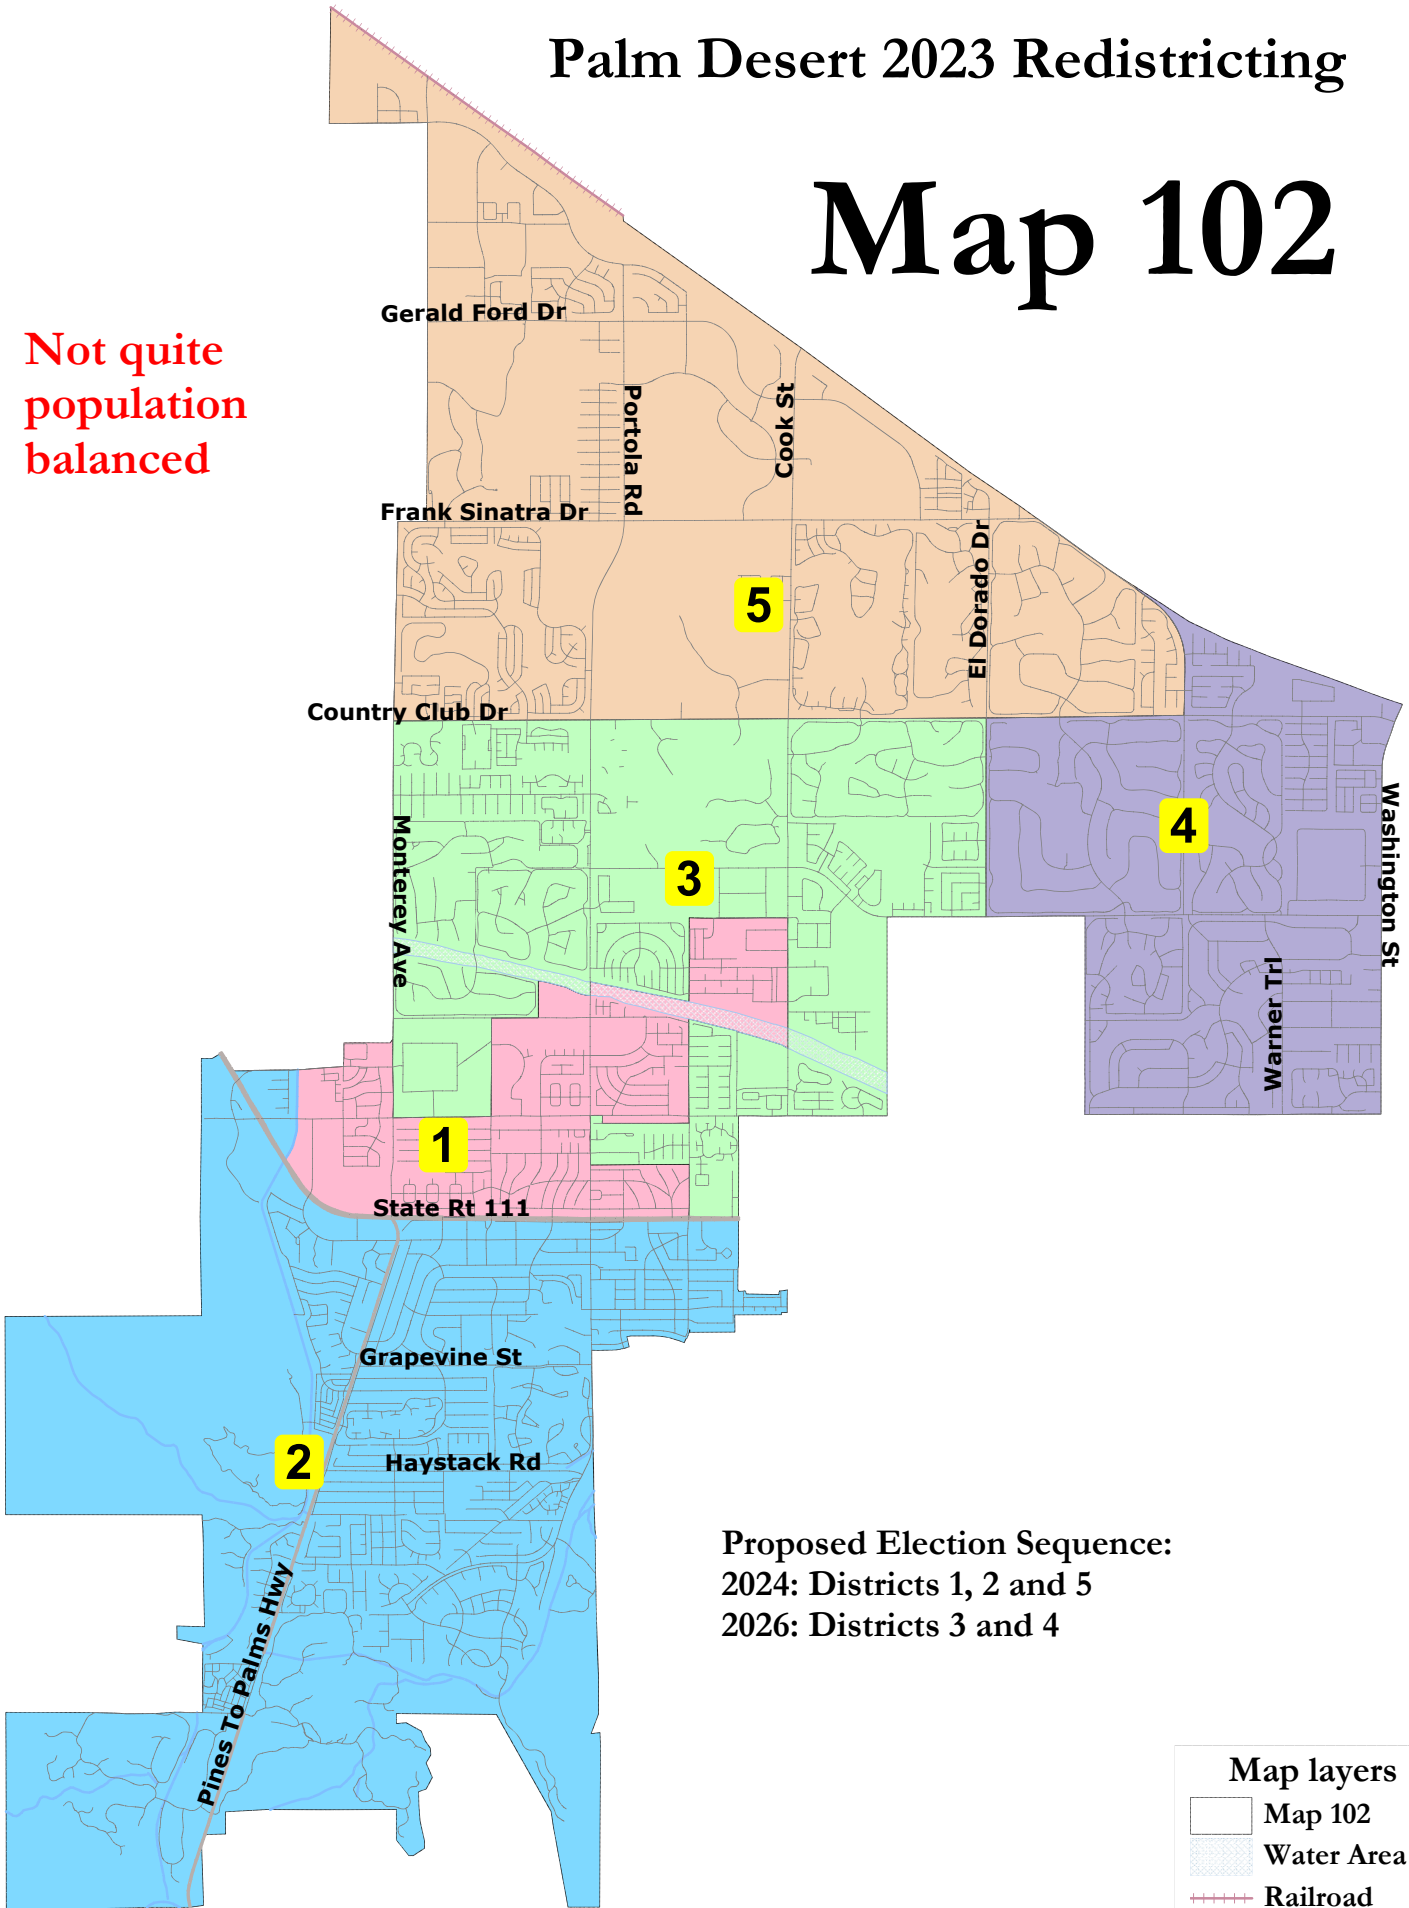 Palm Desert 2023 Redistricting
Map 102
Not quite
population
balanced
Gerald Ford Dr
Portola Rd
Cook St
Frank Sinatra Dr
El Dorado Dr
5
Country Club Dr
Monterey Ave
3
4
Washington St
Warner Trl
1
State Rt 111
Grapevine St
2
Haystack Rd
Pines To Palms Hwy
Proposed Election Sequence:
2024: Districts 1, 2 and 5
2026: Districts 3 and 4
Map layers
Map 102
Water Area
Railroad